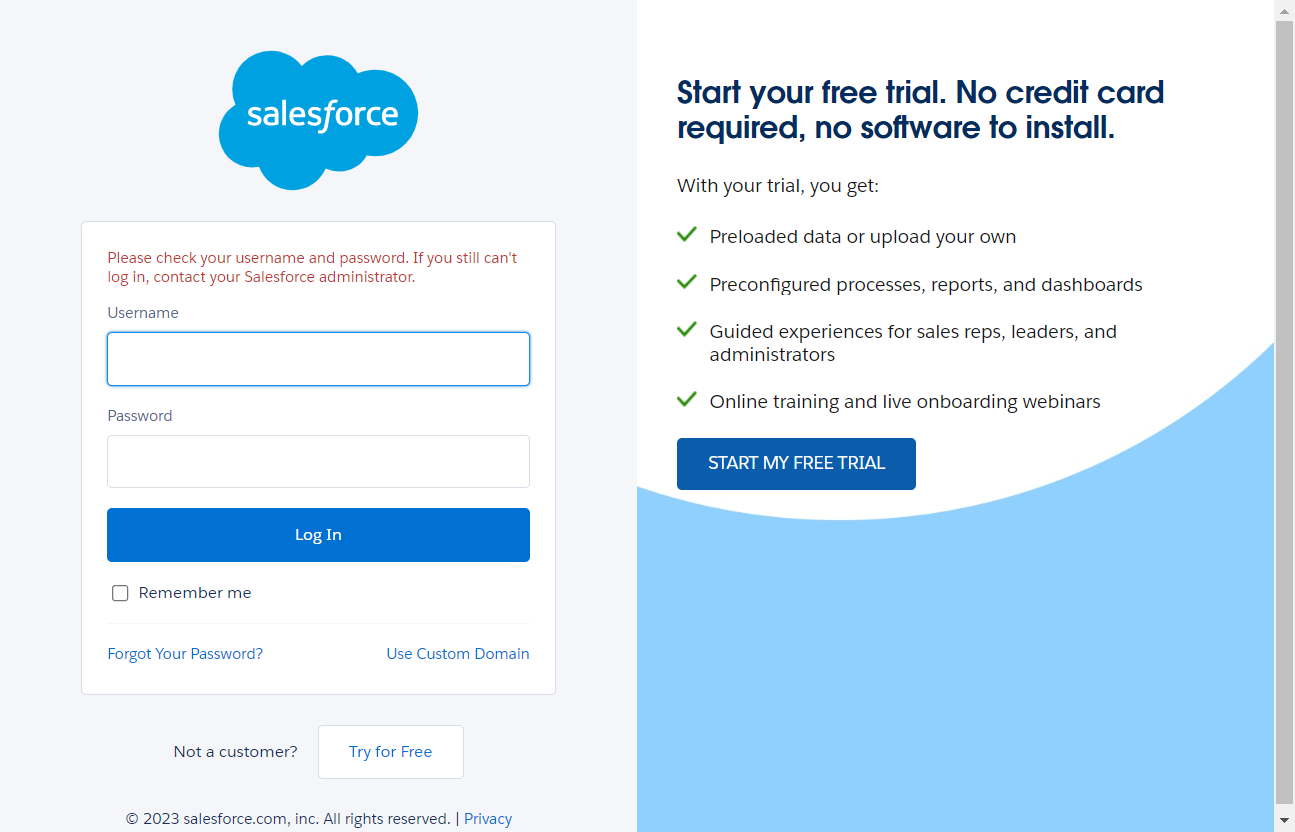 salesforce
Please check your username and password. If you still can't
log in, contact your Salesforce administrator.
Username
Password
Log In
Remember me
Forgot Your Password?
Use Custom Domain
Not a customer?
Try for Free
© 2023 salesforce.com, inc. All rights reserved. | Privacy
Start your free trial. No credit card
required, no software to install.
With your trial, you get:
Preloaded data or upload your own
Preconfigured processes, reports, and dashboards
Guided experiences for sales reps, leaders, and
administrators
Online training and live onboarding webinars
START MY FREE TRIAL